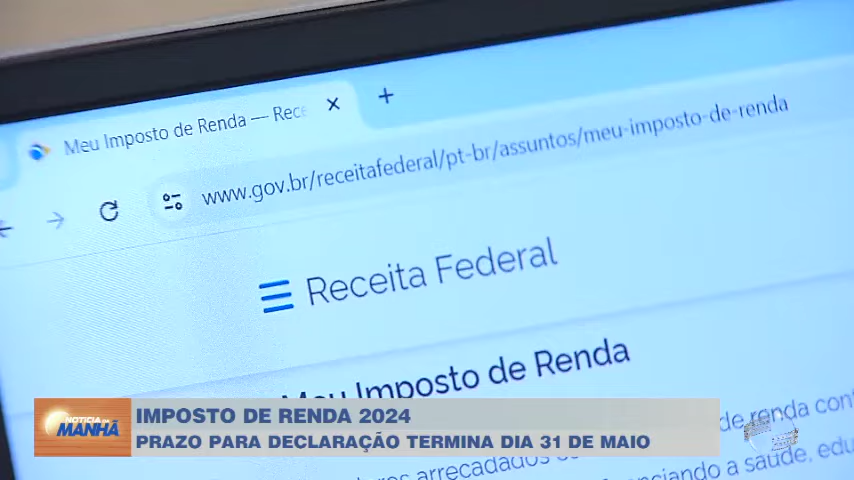 Meu Imposto de Renda — Rece
www.gov.br/receitafederal/pt-br/assuntos/meu-imposto-de-renda
Receita Federal
Meu Imposto de Renda
NOTÍCIA DA
MANHÃ
IMPOSTO DE RENDA 2024
PRAZO PARA DECLARAÇÃO TERMINA DIA 31 DE MAIO
de renda con
arrecadados
nciando a saúde, edu